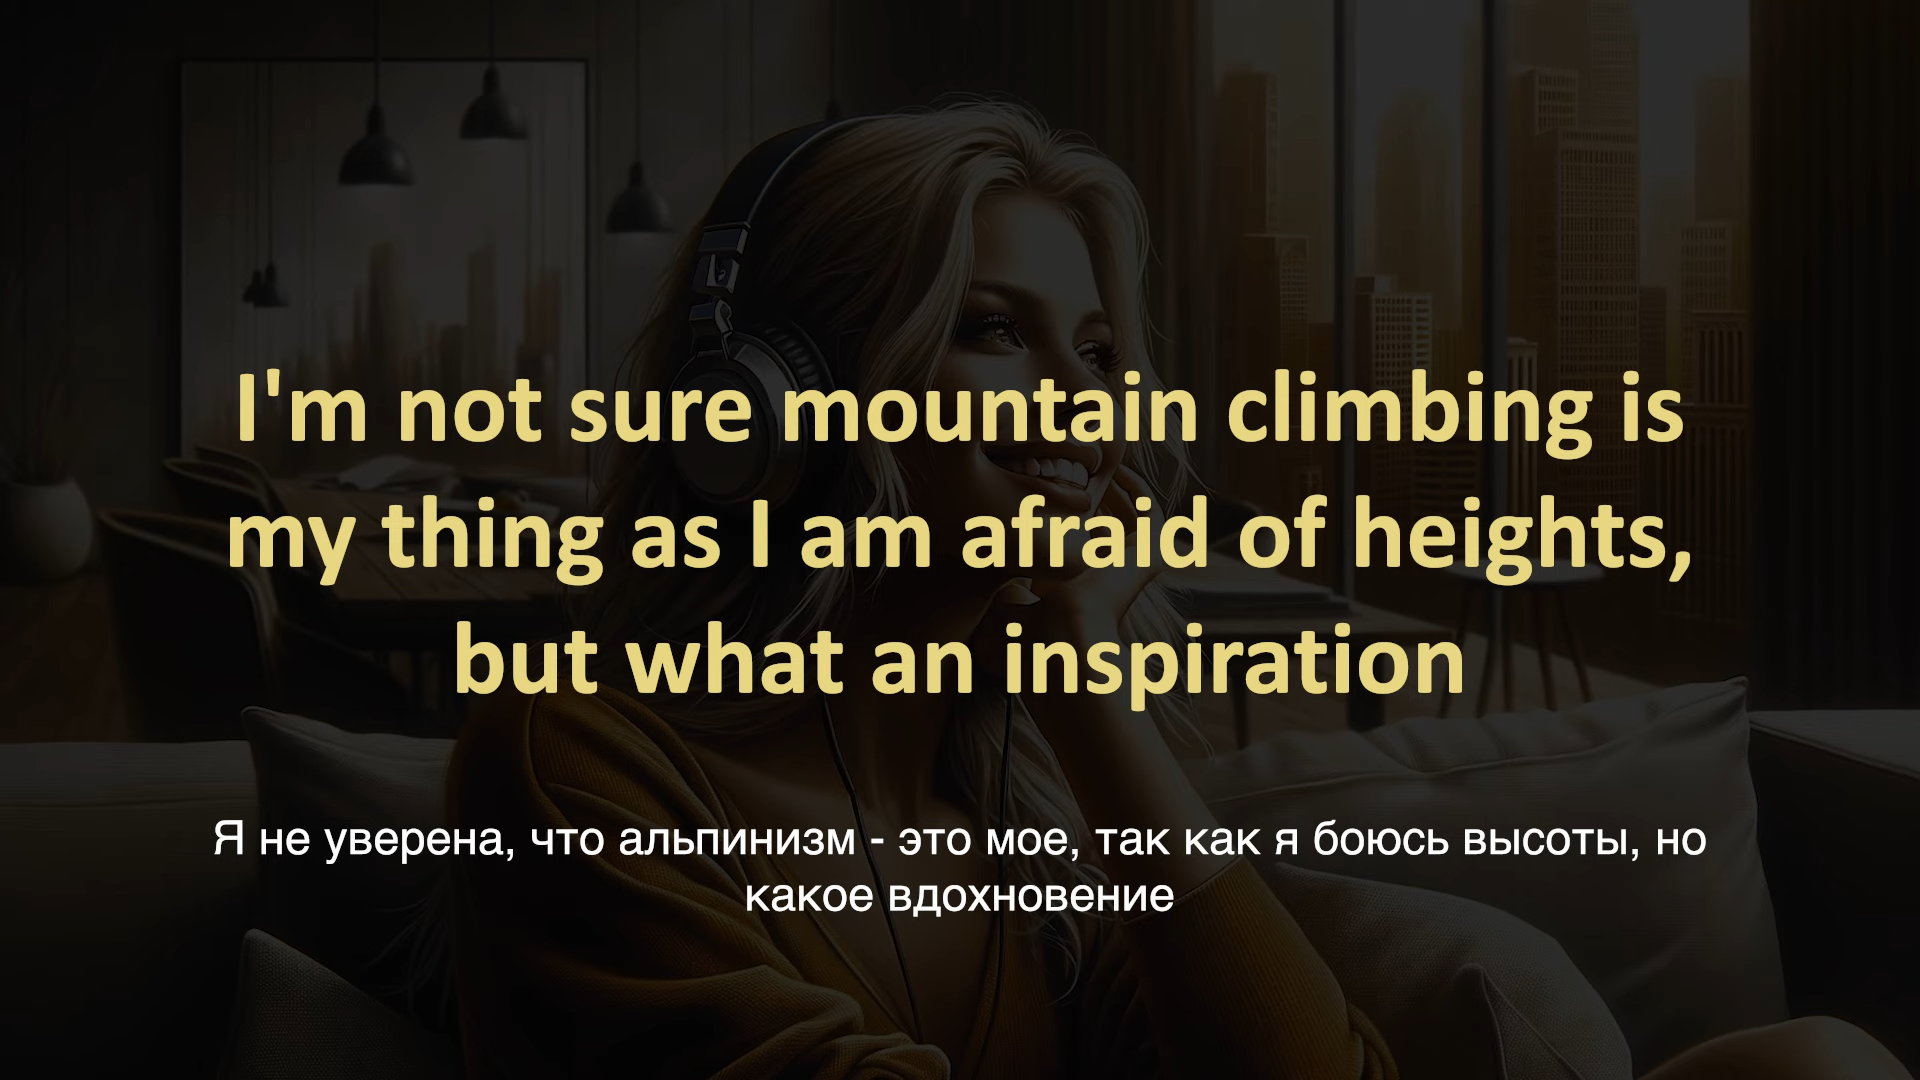 I'm not sure mountain climbing is
my thing as I am afraid of heights,
but what an inspiration
Я не уверена, что альпинизм - это мое, так как я боюсь высоты, но
какое вдохновение